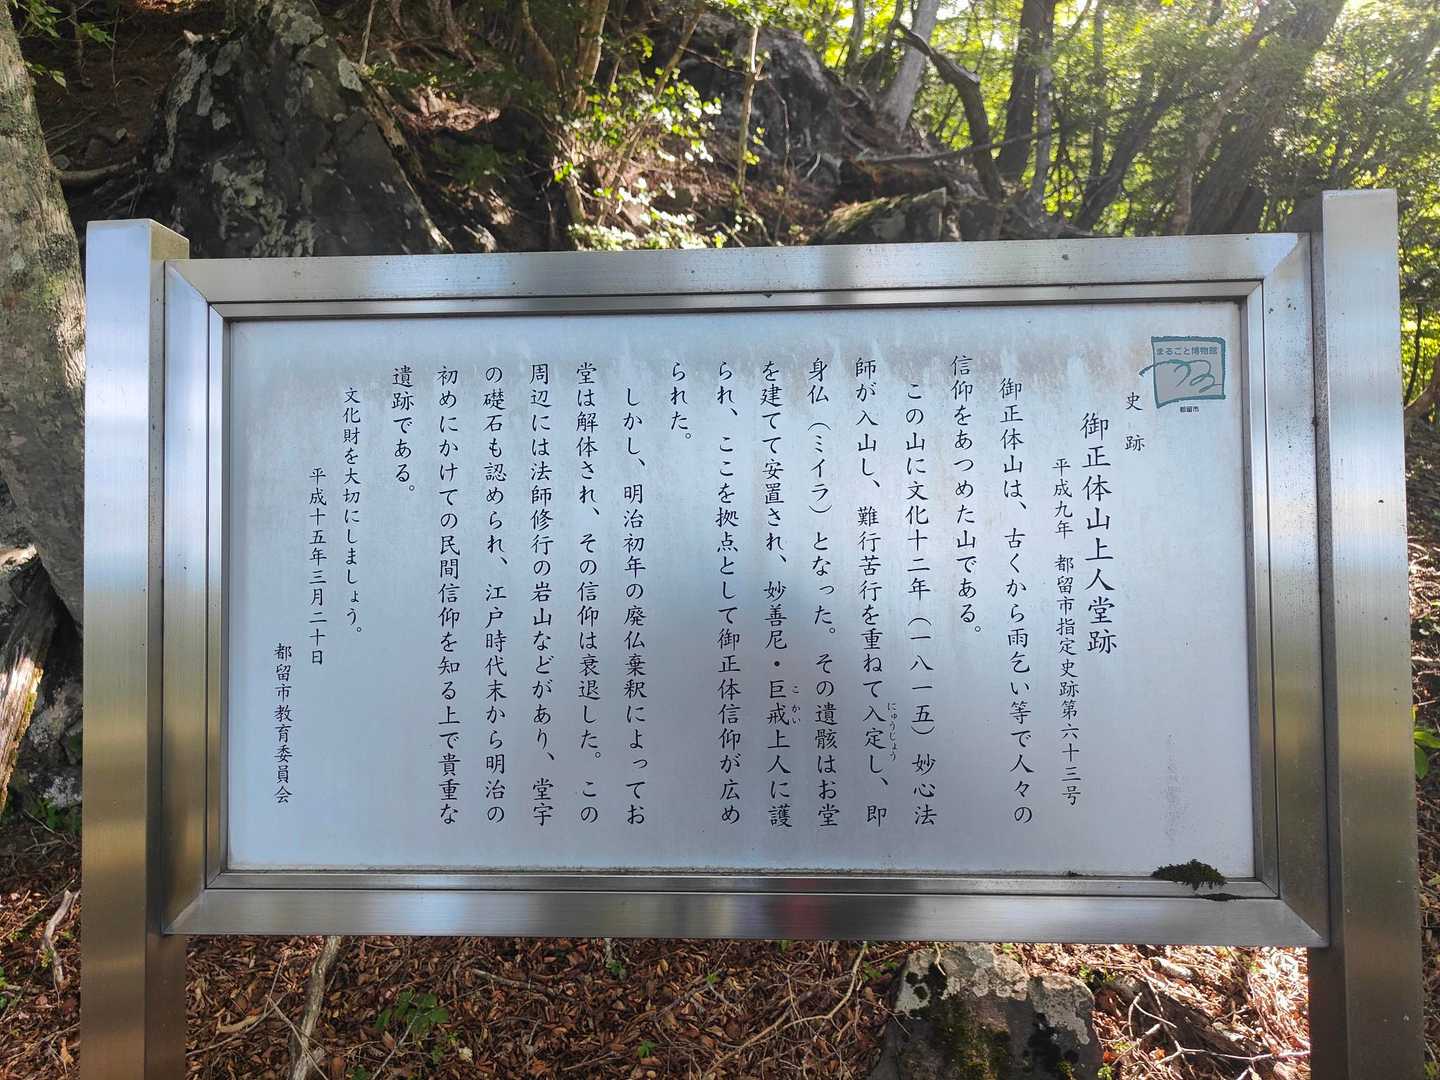 まるごと博物館
つる
都留市
史跡
御正体山上人堂跡
平成九年　都留市指定史跡第六十三号
御正体山は、古くから雨乞い等で人々の
信仰をあつめた山である。
この山に文化十二年（一八一五）妙心法
師が入山し、難行苦行を重ねて入定し、即
にゅうじょう
身仏（ミイラ）となった。その遺骸はお堂
を建てて安置され、妙善尼・巨戒上人に護
こかい
られ、ここを拠点として御正体信仰が広め
られた。
しかし、明治初年の廃仏棄釈によってお
堂は解体され、その信仰は衰退した。この
周辺には法師修行の岩山などがあり、堂宇
の礎石も認められ、江戸時代末から明治の
初めにかけての民間信仰を知る上で貴重な
遺跡である。
文化財を大切にしましょう。
平成十五年三月二十日
都留市教育委員会